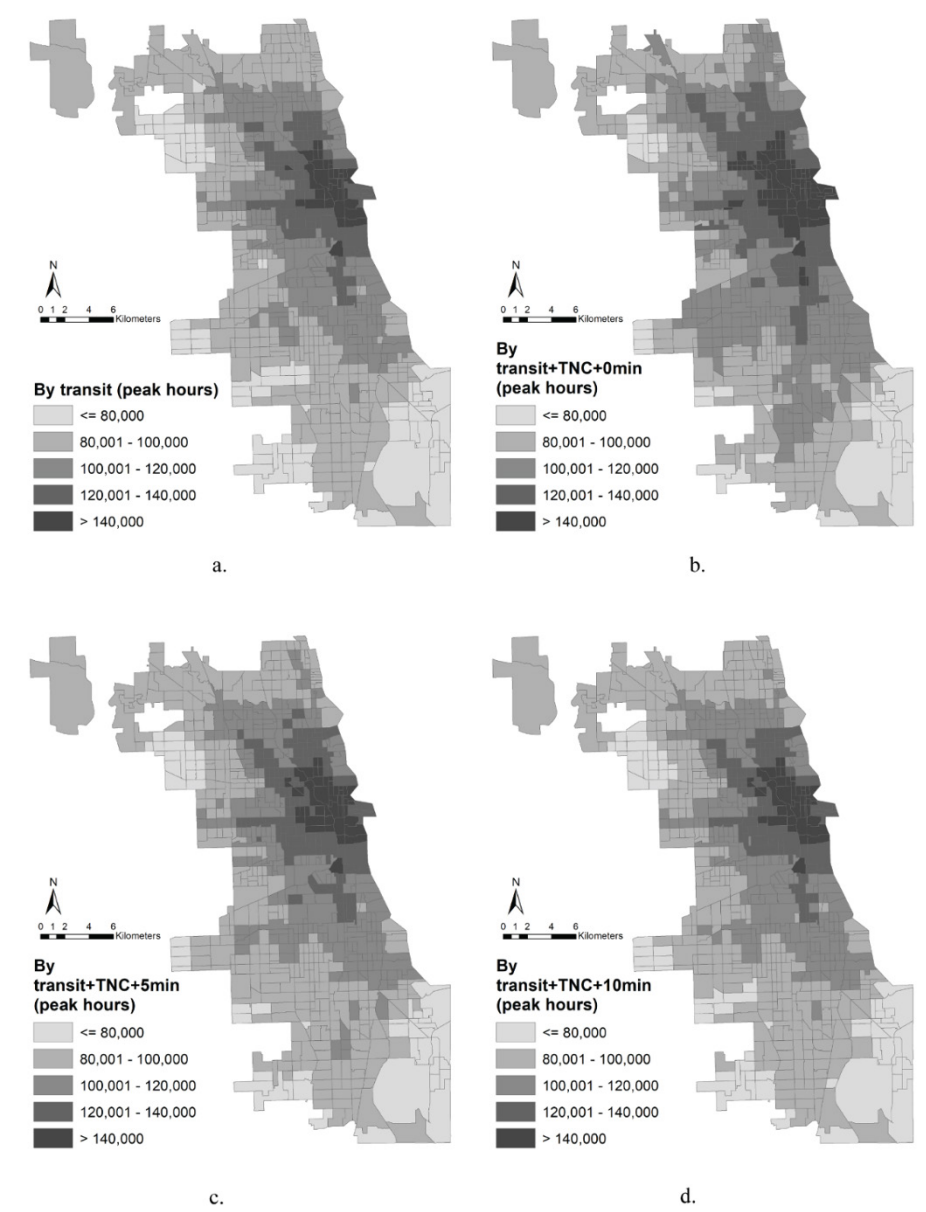 N
0 1 2 4 6
Kilometers
By transit (peak hours)
<= 80,000
80,001 - 100,000
100,001 - 120,000
120,001 - 140,000
> 140,000
a.
N
0 1 2 4 6
Kilometers
By
transit+TNC+0min
(peak hours)
<= 80,000
80,001 - 100,000
100,001 - 120,000
120,001 - 140,000
> 140,000
b.
N
0 1 2 4 6
Kilometers
By
transit+TNC+5min
(peak hours)
<= 80,000
80,001 - 100,000
100,001 - 120,000
120,001 - 140,000
> 140,000
c.
N
0 1 2 4 6
Kilometers
By
transit+TNC+10min
(peak hours)
<= 80,000
80,001 - 100,000
100,001 - 120,000
120,001 - 140,000
> 140,000
d.